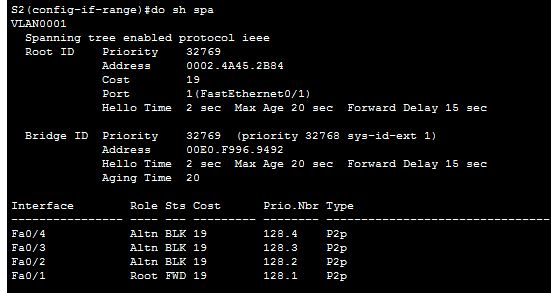 S2(config-if-range)#do sh spa
VLAN0001
Spanning tree enabled protocol ieee
Root ID Priority 32769
Address 0002.4A45.2B84
Cost 19
Port 1(FastEthernet0/1)
Hello Time 2 sec Max Age 20 sec Forward Delay 15 sec
Bridge ID Priority 32769 (priority 32768 sys-id-ext 1)
Address 00E0.F996.9492
Hello Time 2 sec Max Age 20 sec Forward Delay 15 sec
Aging Time 20
Interface Role Sts Cost Prio.Nbr Type
---------------- ---- --- --------- -------- --------------------------------
Fa0/4 Altn BLK 19 128.4 P2p
Fa0/3 Altn BLK 19 128.3 P2p
Fa0/2 Altn BLK 19 128.2 P2p
Fa0/1 Root FWD 19 128.1 P2p